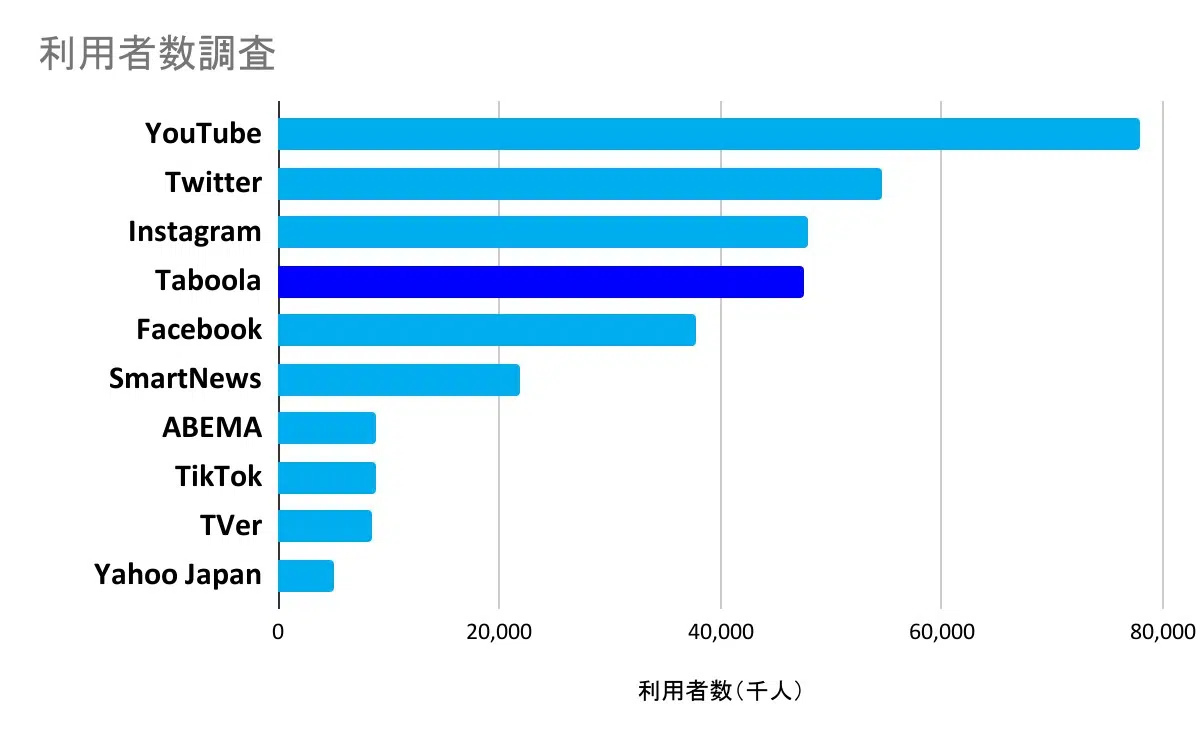 利用者数調査
YouTube
Twitter
Instagram
Taboola
Facebook
SmartNews
ABEMA
TikTok
TVer
Yahoo Japan
0 20,000 40,000 60,000 80,000
利用者数（千人）